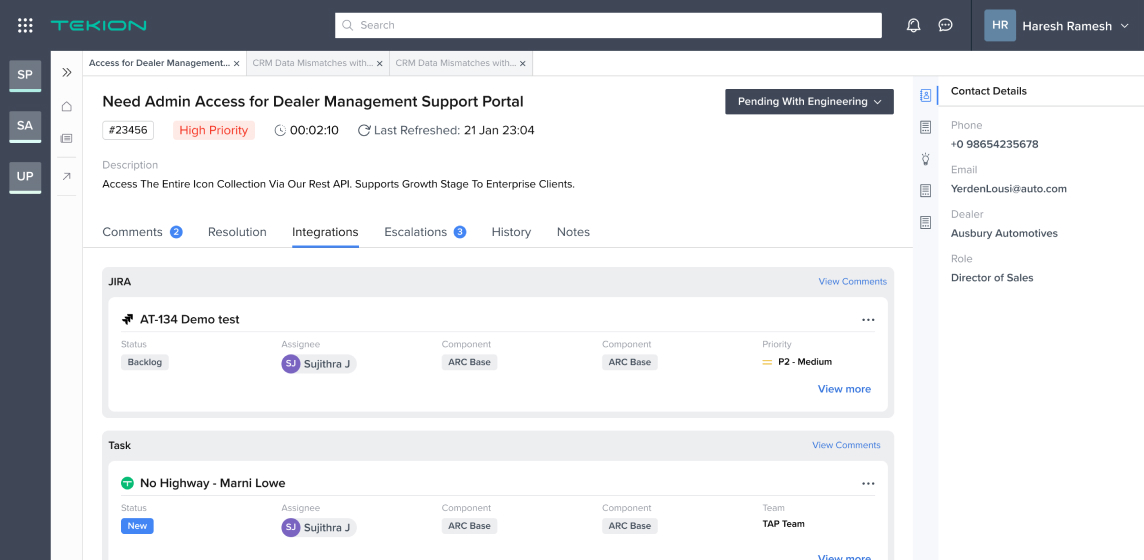 TEKION
Search
HR
Haresh Ramesh
SP
SA
UP
Access for Dealer Management... ×
CRM Data Mismatches with... ×
CRM Data Mismatches with... ×
Need Admin Access for Dealer Management Support Portal
Pending With Engineering
#23456
High Priority
00:02:10
Last Refreshed: 21 Jan 23:04
Description
Access The Entire Icon Collection Via Our Rest API. Supports Growth Stage To Enterprise Clients.
Comments 2
Resolution
Integrations
Escalations 3
History
Notes
JIRA
View Comments
AT-134 Demo test
Status
Assignee
Component
Component
Priority
Backlog
SJ Sujithra J
ARC Base
ARC Base
P2 - Medium
View more
Task
View Comments
No Highway - Marni Lowe
Status
Assignee
Component
Component
Team
New
SJ Sujithra J
ARC Base
ARC Base
TAP Team
View more
Contact Details
Phone
+0 98654235678
Email
YerdenLousi@auto.com
Dealer
Ausbury Automotives
Role
Director of Sales